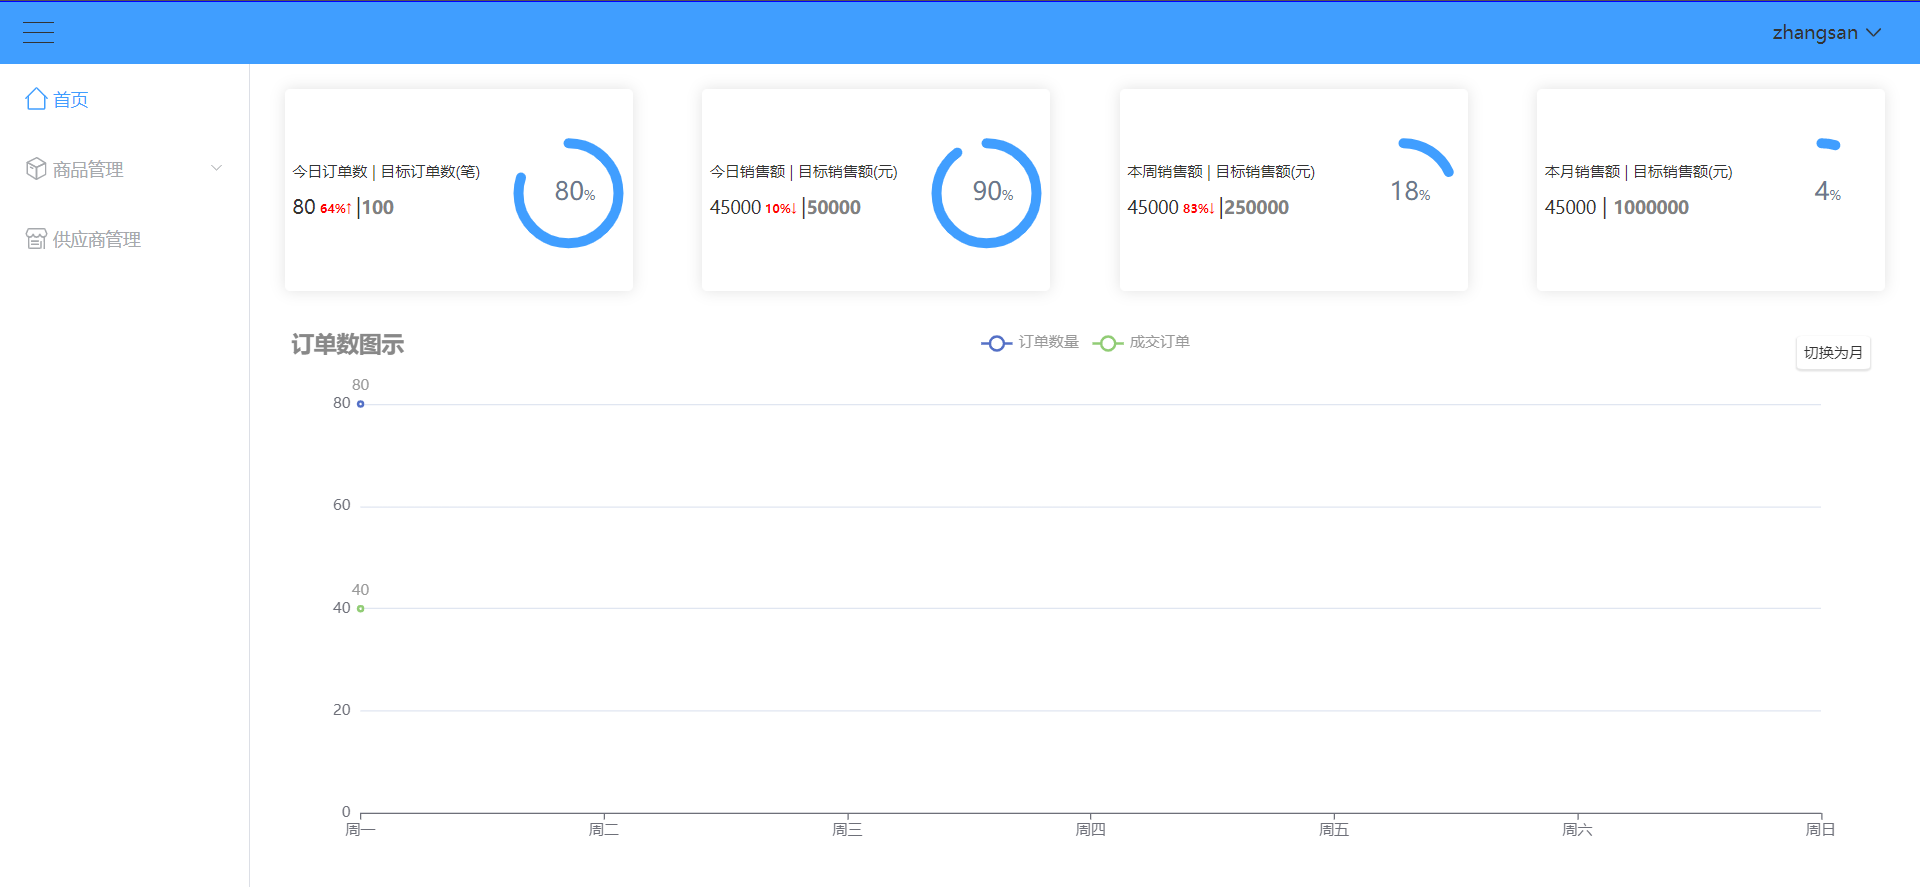 zhangsan
首页
商品管理
供应商管理
今日订单数 | 目标订单数(笔)
80 64%↑ |100
80%
今日销售额 | 目标销售额(元)
45000 10%↓ |50000
90%
本周销售额 | 目标销售额(元)
45000 83%↓ |250000
18%
本月销售额 | 目标销售额(元)
45000 | 1000000
4%
订单数图示
订单数量 成交订单
切换为月
80
80
60
40
40
20
0
周一 周二 周三 周四 周五 周六 周日